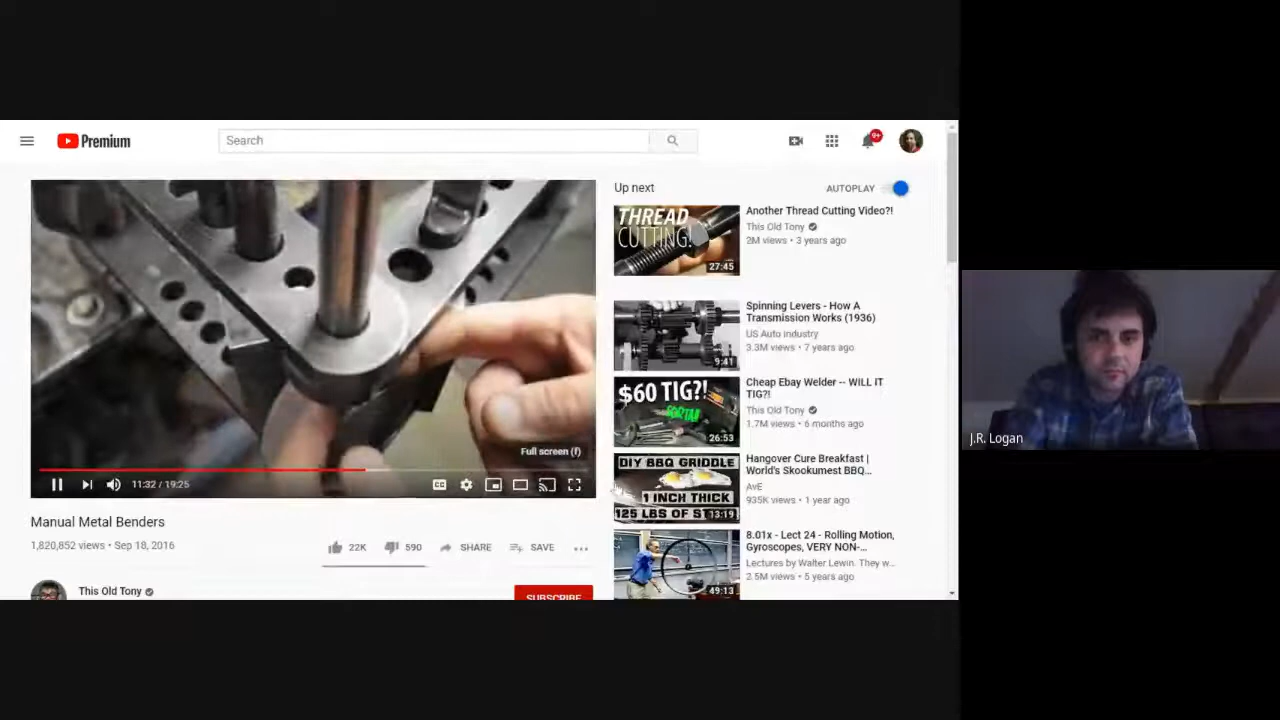 Premium
Search
9+
Full screen (f)
11:32 / 19:25
Manual Metal Benders
1,820,852 views • Sep 18, 2016
22K
590
SHARE
SAVE
This Old Tony
SUBSCRIBE
Up next
AUTOPLAY
THREAD
CUTTING!
27:45
Another Thread Cutting Video?!
This Old Tony
2M views • 3 years ago
9:41
Spinning Levers - How A
Transmission Works (1936)
US Auto Industry
3.3M views • 7 years ago
$60 TIG?!
26:53
Cheap Ebay Welder -- WILL IT
TIG?!
This Old Tony
1.7M views • 6 months ago
DIY BBQ GRIDDLE
1 INCH THICK
125 LBS OF
13:19
Hangover Cure Breakfast |
World's Skookumest BBQ...
AvE
935K views • 1 year ago
49:13
8.01x - Lect 24 - Rolling Motion,
Gyroscopes, VERY NON-...
Lectures by Walter Lewin. They w...
2.5M views • 5 years ago
J.R. Logan